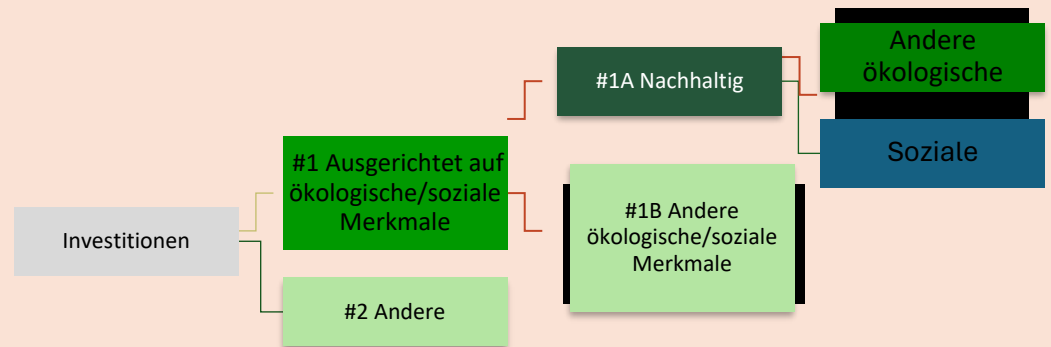 Investitionen
#1 Ausgerichtet auf
ökologische/soziale
Merkmale
#2 Andere
#1A Nachhaltig
#1B Andere
ökologische/soziale
Merkmale
Andere
ökologische
Soziale